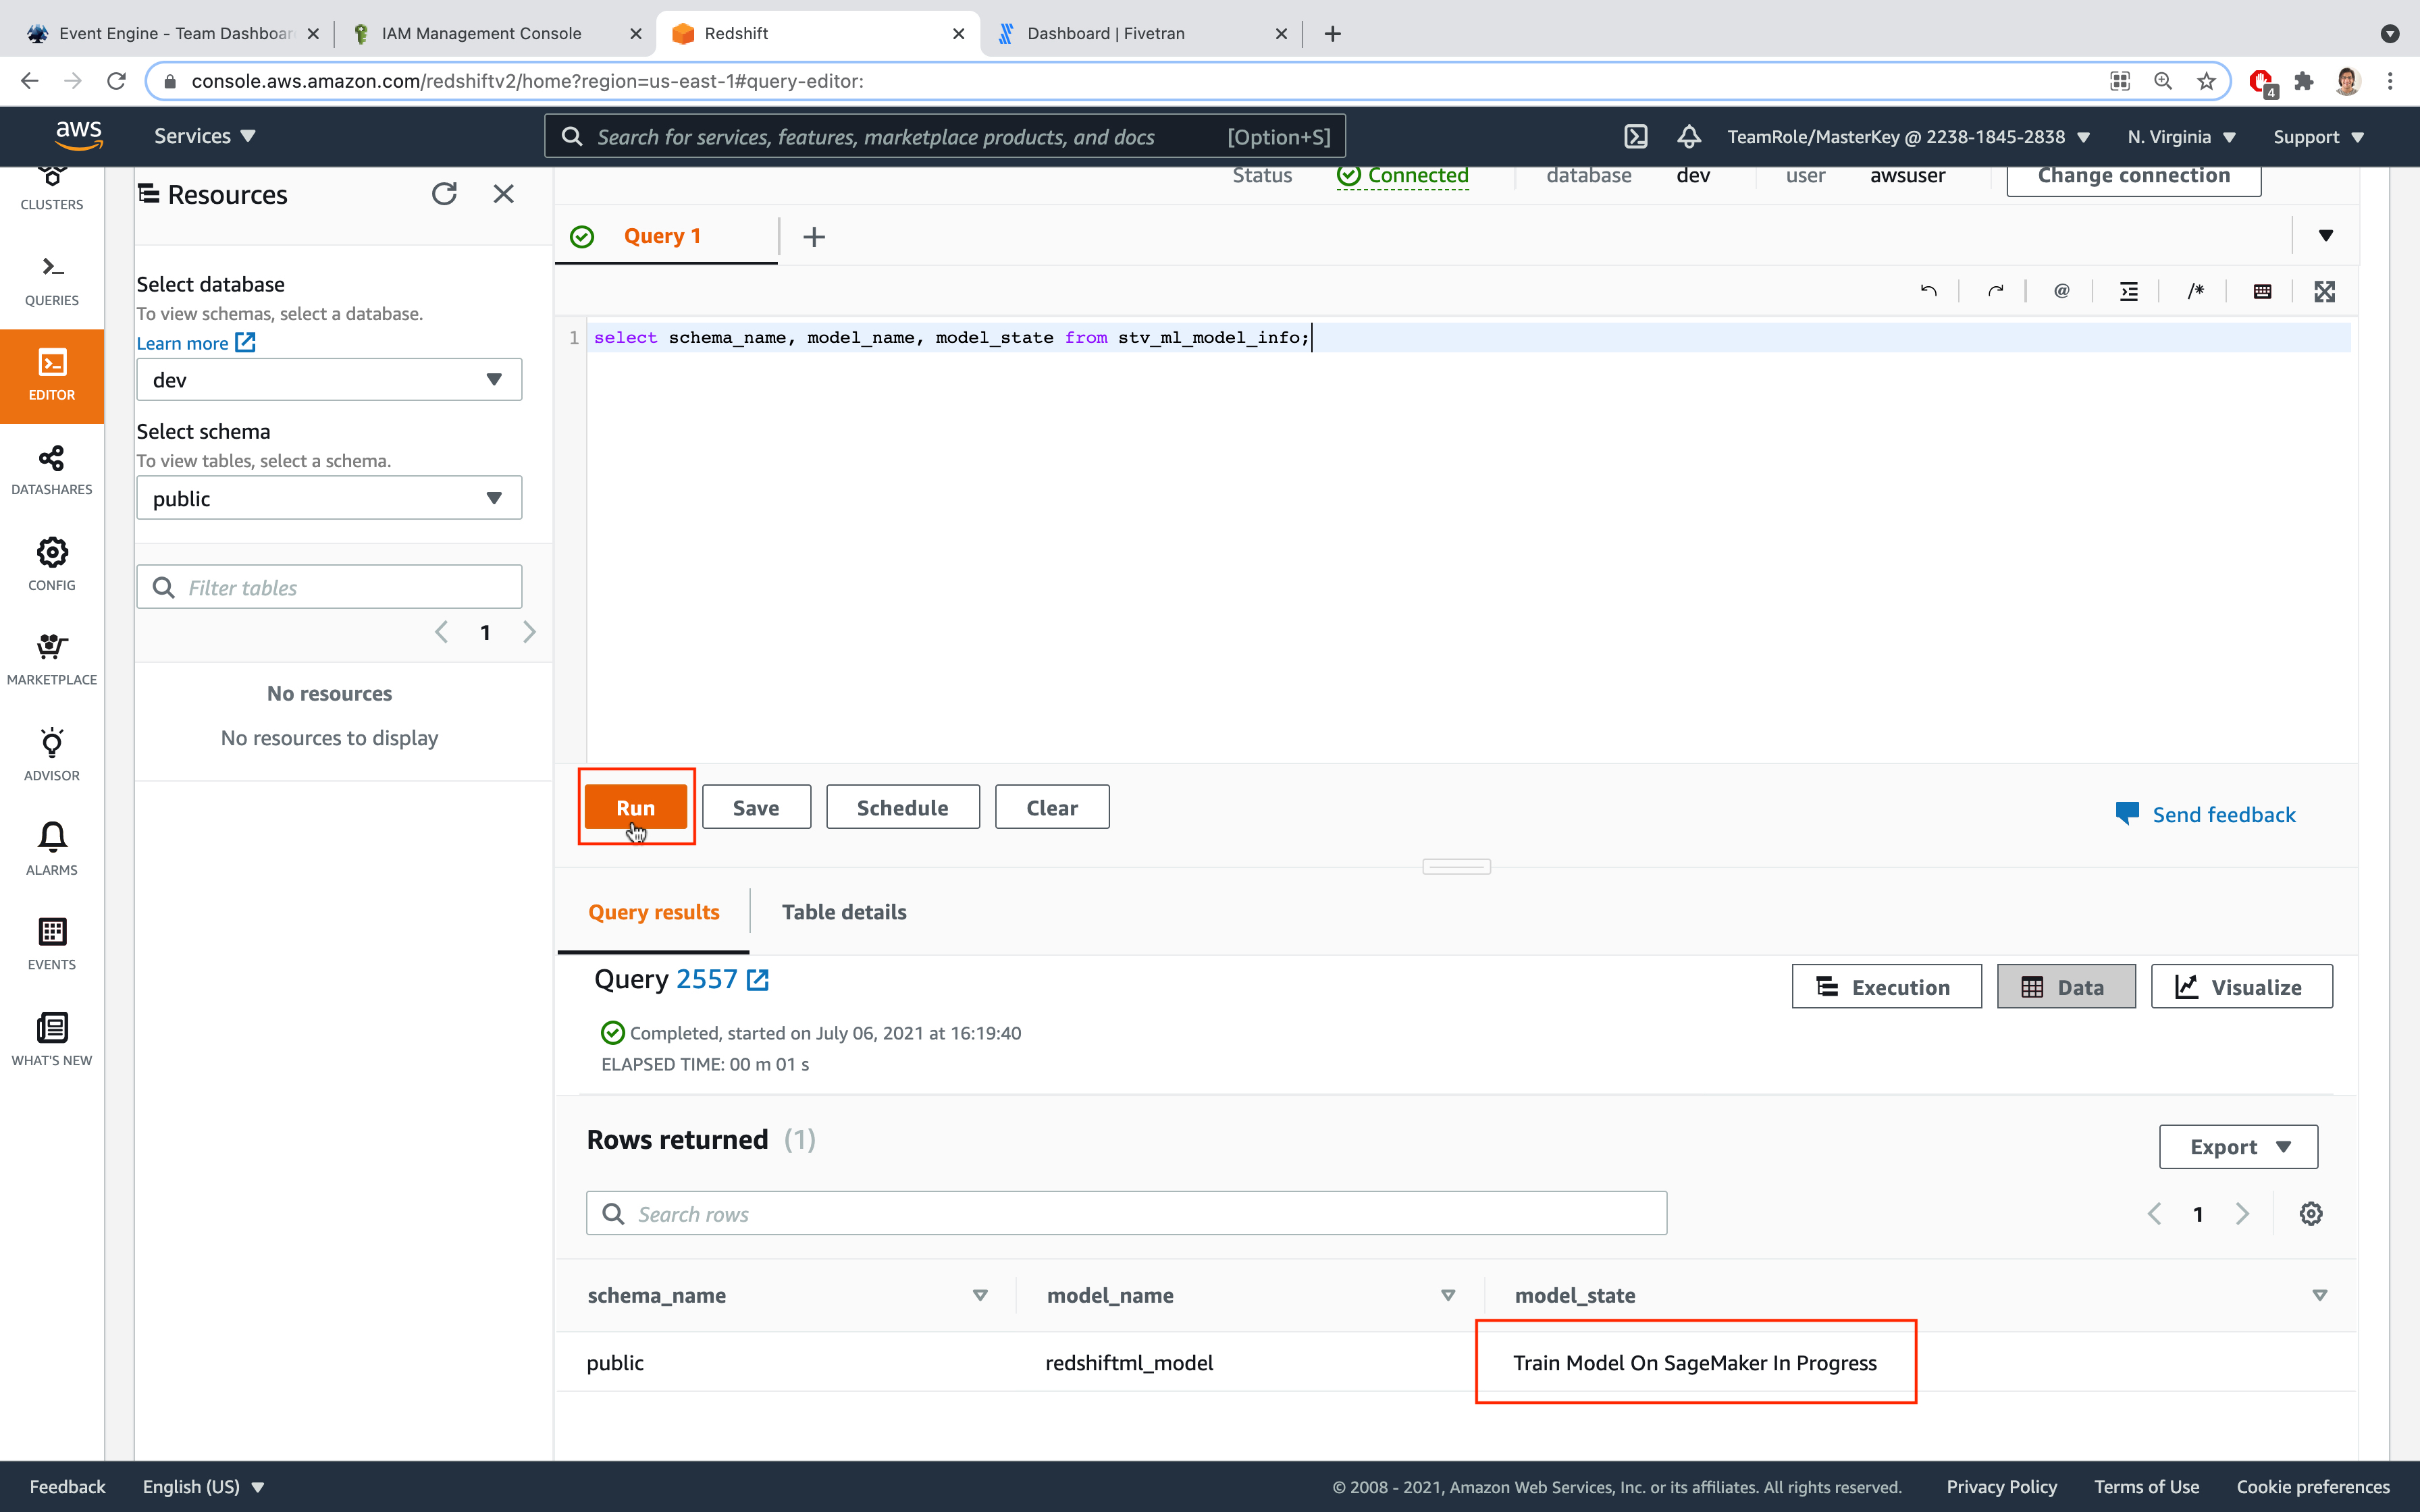 Event Engine - Team Dashboar
IAM Management Console
Redshift
Dashboard | Fivetran
console.aws.amazon.com/redshiftv2/home?region=us-east-1#query-editor:
4
aws
Services
Search for services, features, marketplace products, and docs
[Option+S]
TeamRole/MasterKey @ 2238-1845-2838
N. Virginia
Support
CLUSTERS
QUERIES
EDITOR
DATASHARES
CONFIG
MARKETPLACE
ADVISOR
ALARMS
EVENTS
WHAT'S NEW
Resources
Select database
To view schemas, select a database.
Learn more
dev
Select schema
To view tables, select a schema.
public
Filter tables
1
No resources
No resources to display
Status
Connected
database
dev
user
awsuser
Change connection
Query 1
@
/*
1
select schema_name, model_name, model_state from stv_ml_model_info;
Run
Save
Schedule
Clear
Send feedback
Query results
Table details
Query 2557
Execution
Data
Visualize
Completed, started on July 06, 2021 at 16:19:40
ELAPSED TIME: 00 m 01 s
Rows returned (1)
Export
Search rows
1
schema_name
model_name
model_state
public
redshiftml_model
Train Model On SageMaker In Progress
Feedback
English (US)
© 2008 - 2021, Amazon Web Services, Inc. or its affiliates. All rights reserved.
Privacy Policy
Terms of Use
Cookie preferences